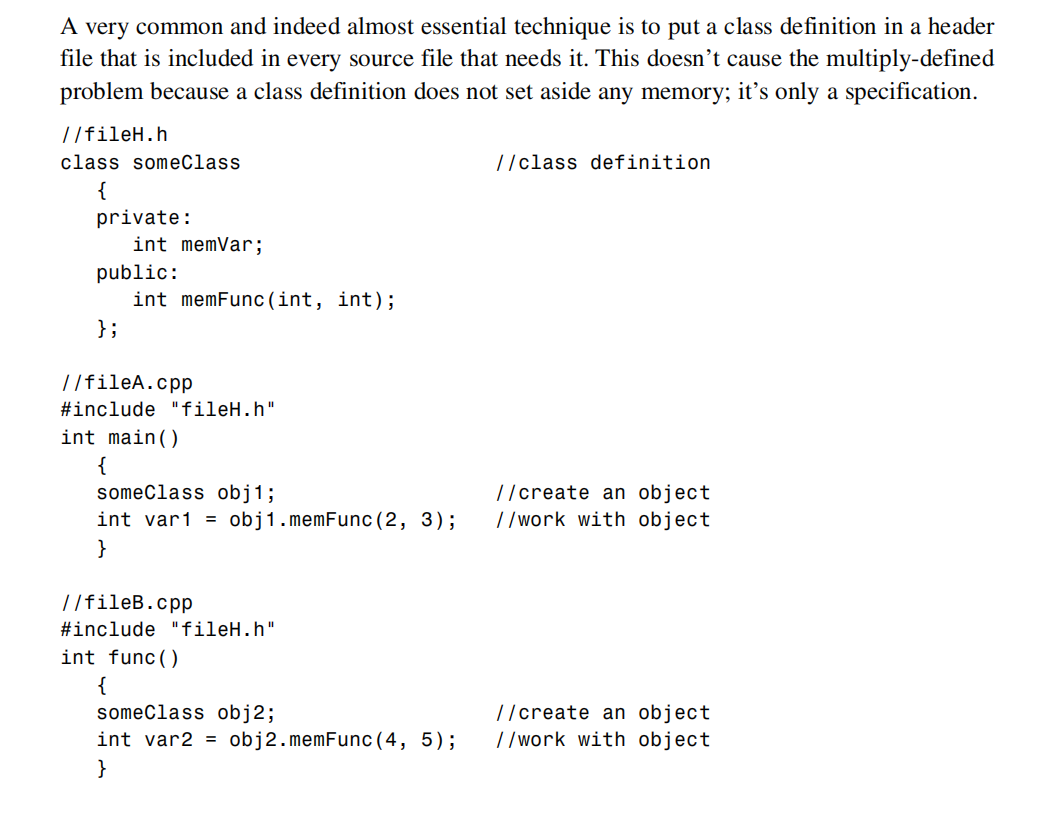 A very common and indeed almost essential technique is to put a class definition in a header
file that is included in every source file that needs it. This doesn’t cause the multiply-defined
problem because a class definition does not set aside any memory; it’s only a specification.
//fileH.h
class someClass                      //class definition
   {
   private:
      int memVar;
   public:
      int memFunc(int, int);
   };

//fileA.cpp
#include "fileH.h"
int main()
   {
   someClass obj1;                   //create an object
   int var1 = obj1.memFunc(2, 3);    //work with object
   }

//fileB.cpp
#include "fileH.h"
int func()
   {
   someClass obj2;                   //create an object
   int var2 = obj2.memFunc(4, 5);    //work with object
   }